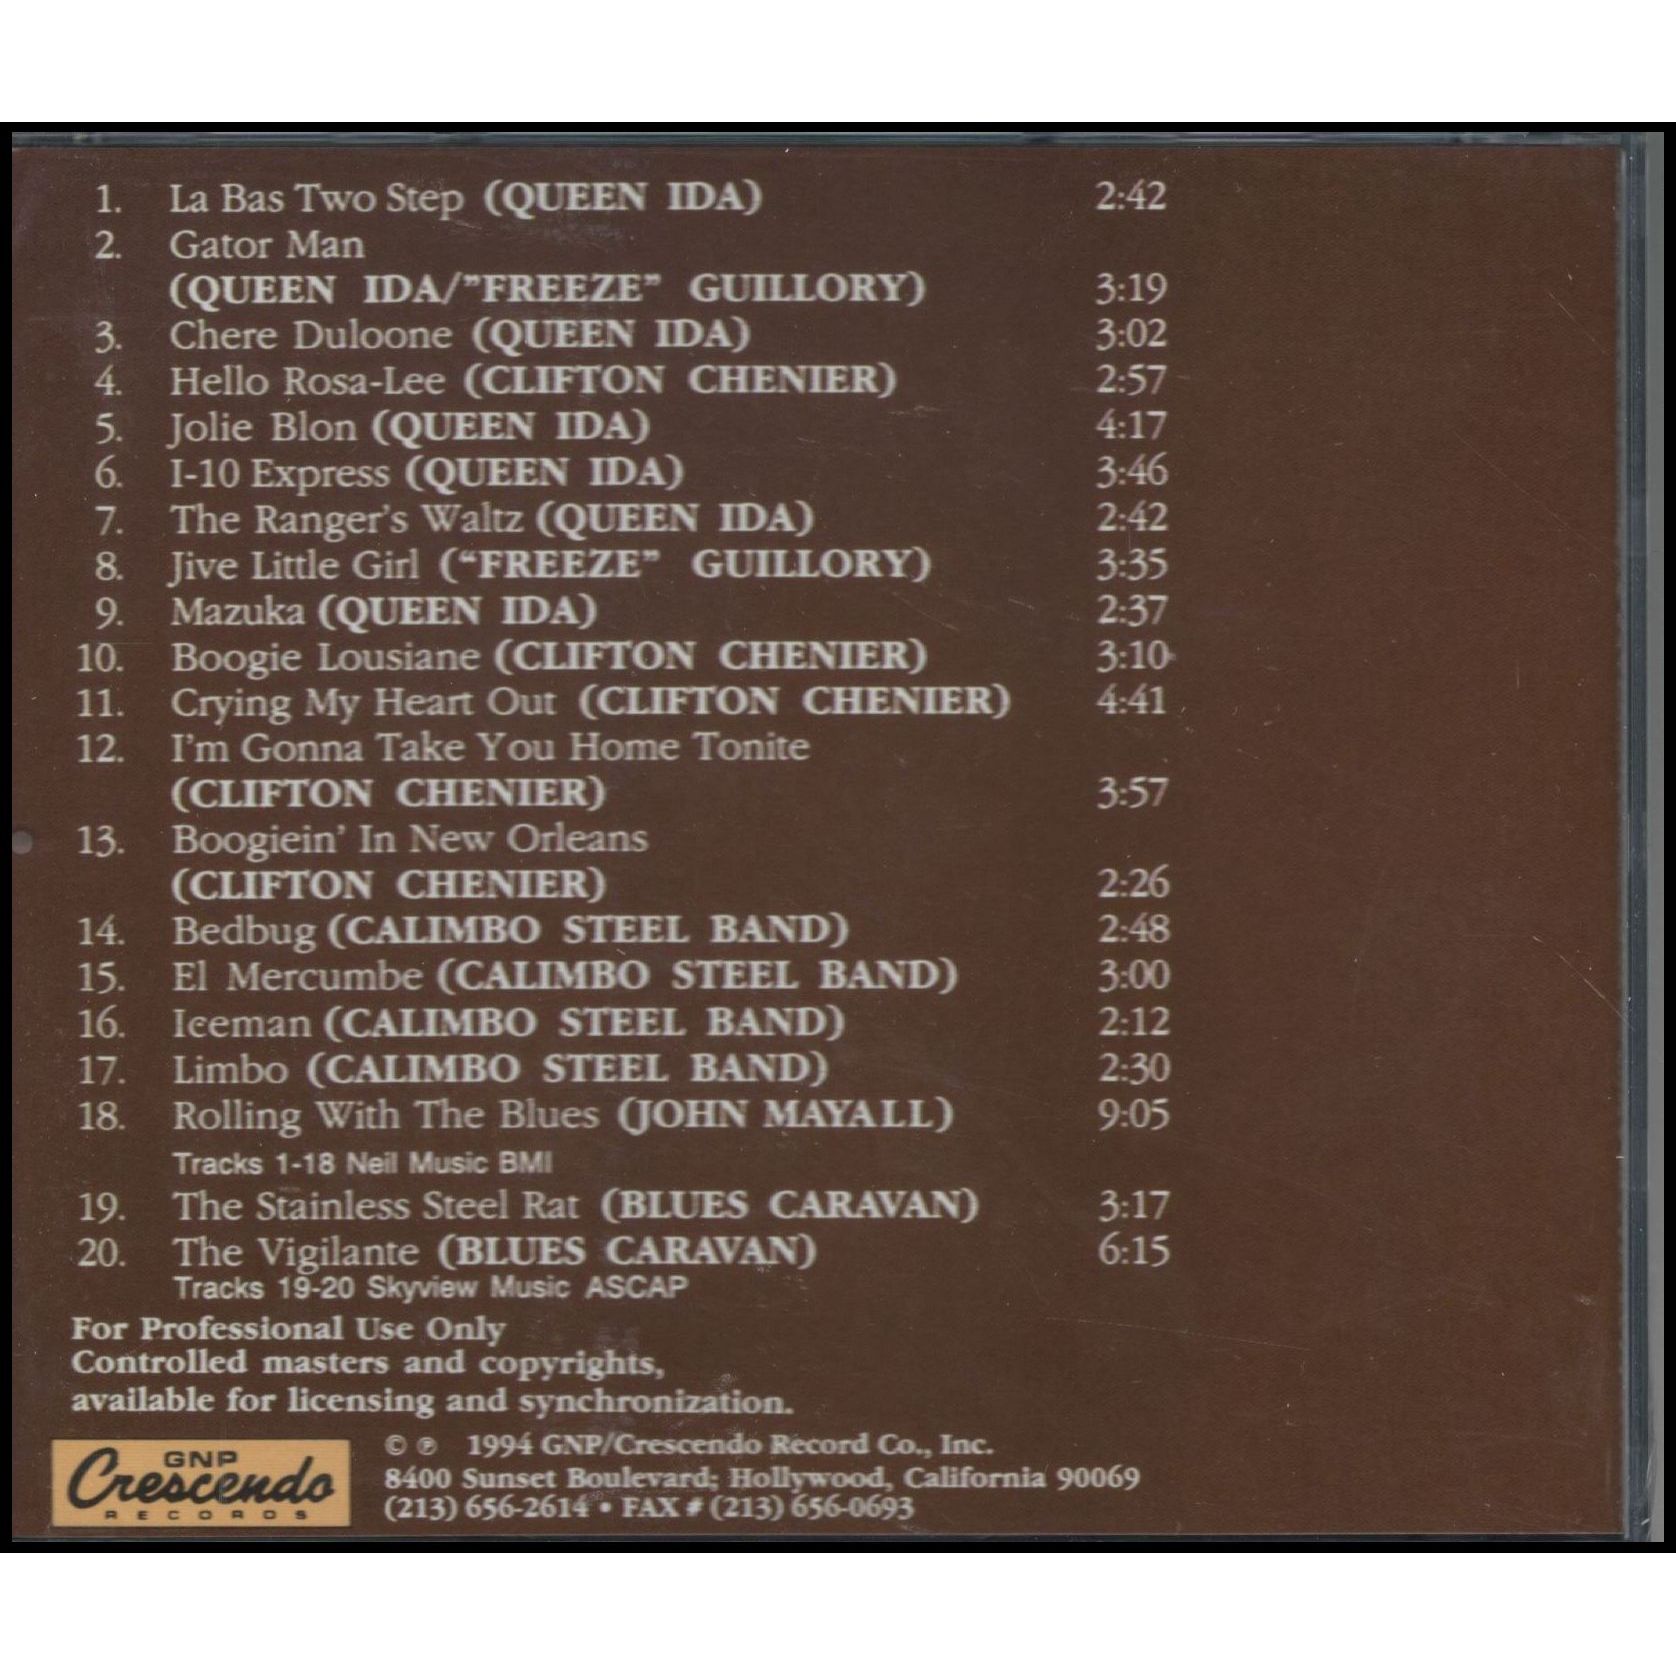 1. La Bas Two Step (QUEEN IDA) 2:42
2. Gator Man
(QUEEN IDA/"FREEZE" GUILLORY) 3:19
3. Chere Duloone (QUEEN IDA) 3:02
4. Hello Rosa-Lee (CLIFTON CHENIER) 2:57
5. Jolie Blon (QUEEN IDA) 4:17
6. I-10 Express (QUEEN IDA) 3:46
7. The Ranger's Waltz (QUEEN IDA) 2:42
8. Jive Little Girl ("FREEZE" GUILLORY) 3:35
9. Mazuka (QUEEN IDA) 2:37
10. Boogie Lousiane (CLIFTON CHENIER) 3:10
11. Crying My Heart Out (CLIFTON CHENIER) 4:41
12. I'm Gonna Take You Home Tonite
(CLIFTON CHENIER) 3:57
13. Boogiein' In New Orleans
(CLIFTON CHENIER) 2:26
14. Bedbug (CALIMBO STEEL BAND) 2:48
15. El Mercumbe (CALIMBO STEEL BAND) 3:00
16. Iceman (CALIMBO STEEL BAND) 2:12
17. Limbo (CALIMBO STEEL BAND) 2:30
18. Rolling With The Blues (JOHN MAYALL) 9:05
Tracks 1-18 Neil Music BMI
19. The Stainless Steel Rat (BLUES CARAVAN) 3:17
20. The Vigilante (BLUES CARAVAN) 6:15
Tracks 19-20 Skyview Music ASCAP
For Professional Use Only
Controlled masters and copyrights,
available for licensing and synchronization.
GNP
Crescendo
RECORDS
© ℗ 1994 GNP/Crescendo Record Co., Inc.
8400 Sunset Boulevard; Hollywood, California 90069
(213) 656-2614 • FAX # (213) 656-0693